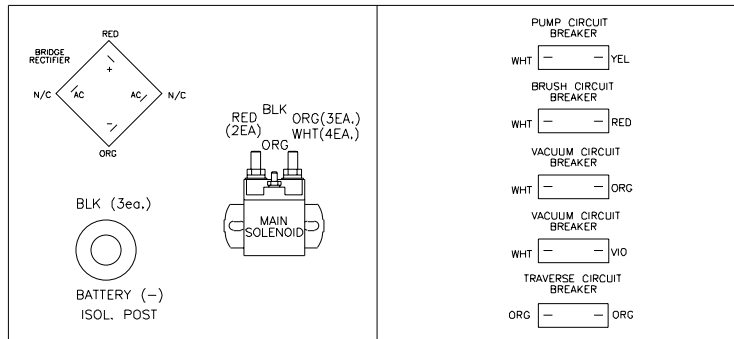 RED
BRIDGE
RECTIFIER
+
N/C AC AC N/C
-
ORG
BLK
RED ORG(3EA.)
(2EA) WHT(4EA.)
ORG
MAIN
SOLENOID
BLK (3ea.)
BATTERY (-)
ISOL. POST
PUMP CIRCUIT
BREAKER
WHT - - YEL
BRUSH CIRCUIT
BREAKER
WHT - - RED
VACUUM CIRCUIT
BREAKER
WHT - - ORG
VACUUM CIRCUIT
BREAKER
WHT - - VIO
TRAVERSE CIRCUIT
BREAKER
ORG - - ORG